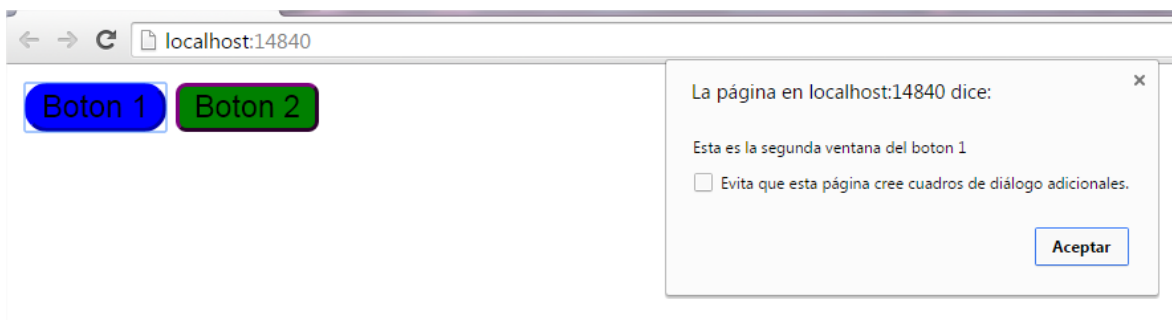 localhost:14840
Boton 1
Boton 2
La página en localhost:14840 dice:
Esta es la segunda ventana del boton 1
Evita que esta página cree cuadros de diálogo adicionales.
Aceptar